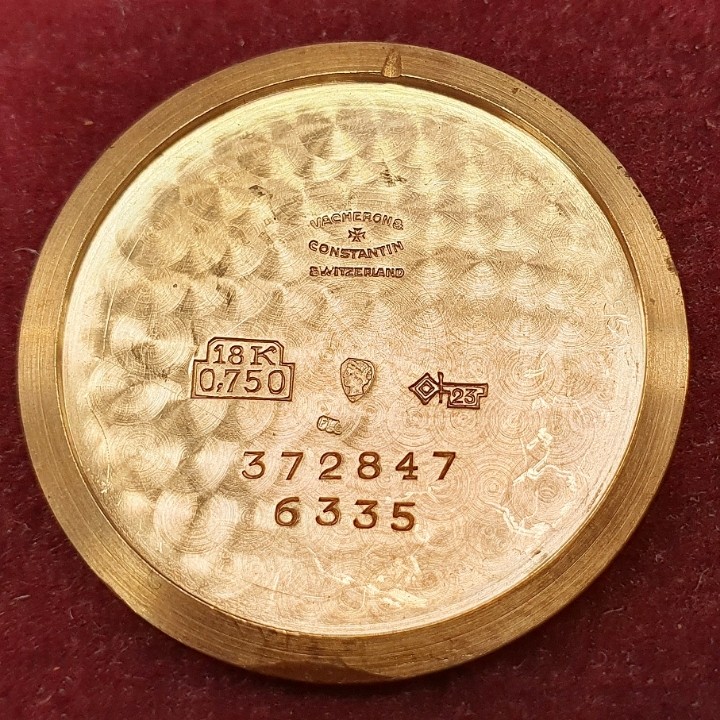 VACHERON &
CONSTANTIN
SWITZERLAND
18K
0,750
23
372847
6335